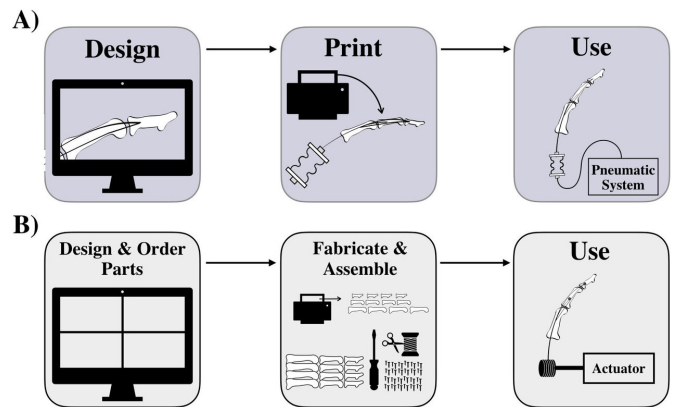 A)
Design
Print
Use
Pneumatic
System
B)
Design & Order
Parts
Fabricate &
Assemble
Use
Actuator